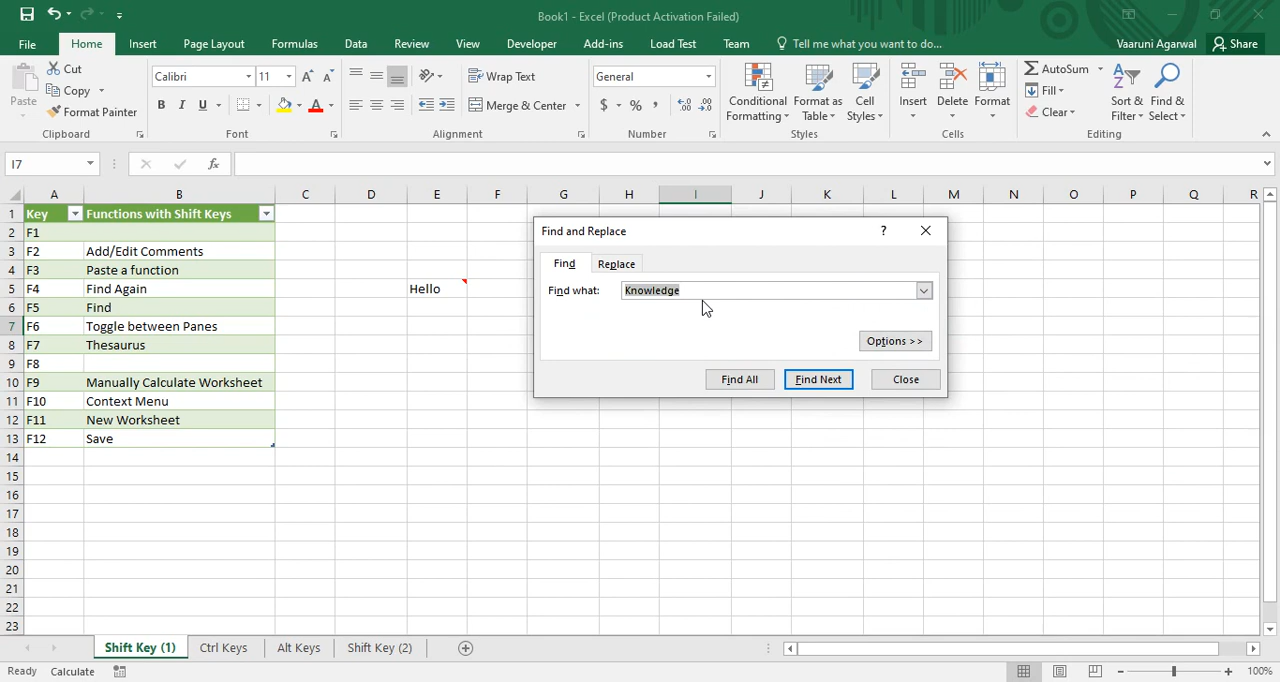 Book1 - Excel (Product Activation Failed)
File Home Insert Page Layout Formulas Data Review View Developer Add-ins Load Test Team Tell me what you want to do... Vaaruni Agarwal Share
Paste
Cut
Copy
Format Painter
Clipboard
Calibri 11
B I U
Font
Wrap Text
Merge & Center
Alignment
General
$ % ,
Number
Conditional Formatting
Format as Table
Cell Styles
Styles
Insert Delete Format
Cells
AutoSum
Fill
Clear
Sort & Filter
Find & Select
Editing
I7 fx
A B C D E F G H I J K L M N O P Q R
1 Key Functions with Shift Keys
2 F1
3 F2 Add/Edit Comments
4 F3 Paste a function
5 F4 Find Again Hello
6 F5 Find
7 F6 Toggle between Panes
8 F7 Thesaurus
9 F8
10 F9 Manually Calculate Worksheet
11 F10 Context Menu
12 F11 New Worksheet
13 F12 Save
14
15
16
17
18
19
20
21
22
23
Find and Replace ?
Find Replace
Find what: Knowledge
Options >>
Find All Find Next Close
Shift Key (1) Ctrl Keys Alt Keys Shift Key (2)
Ready Calculate 100%